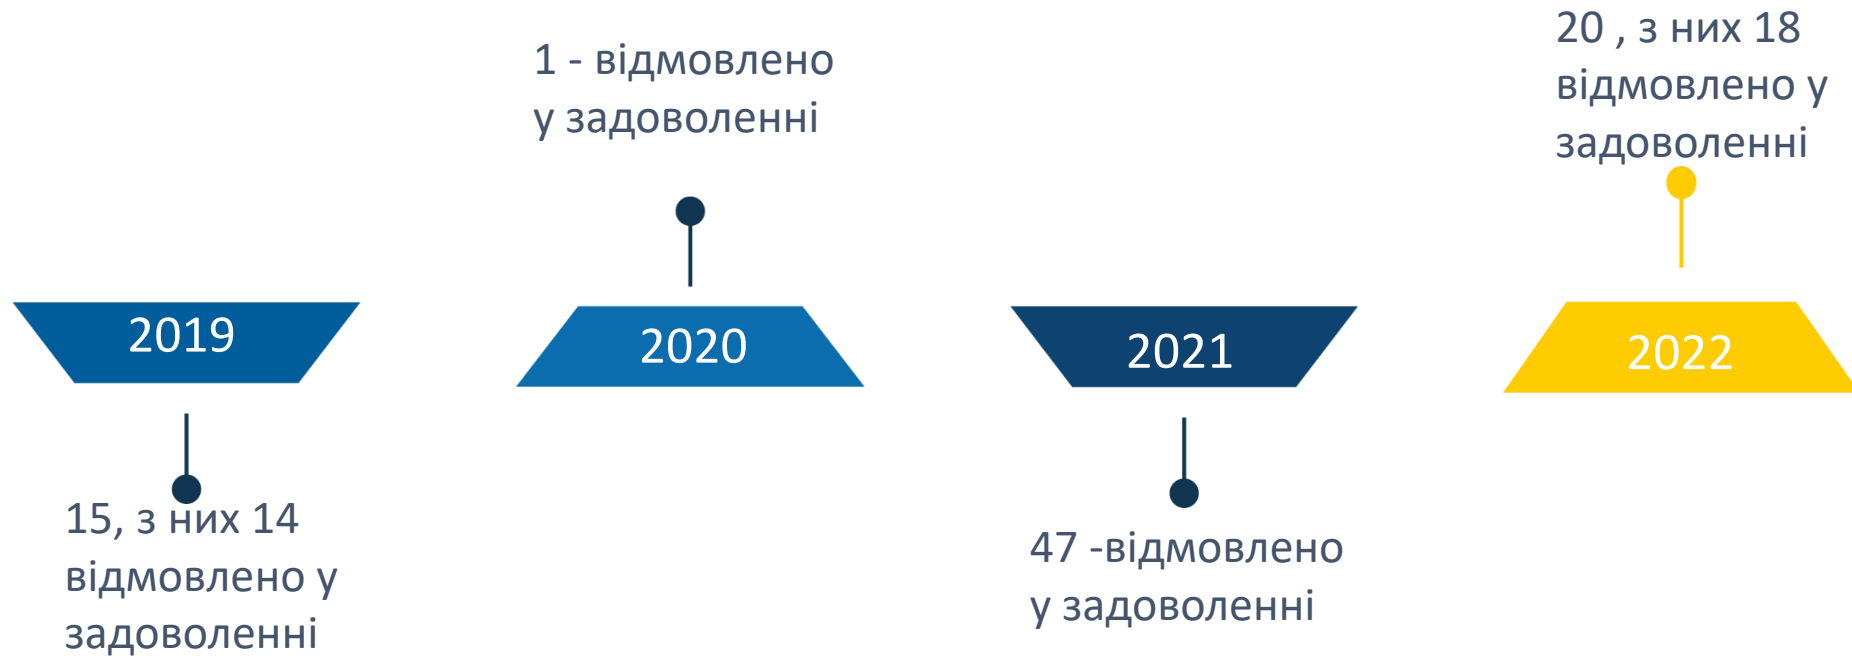 2019
15, з них 14
відмовлено у
задоволенні
1 - відмовлено
у задоволенні
2020
2021
47 -відмовлено
у задоволенні
20 , з них 18
відмовлено у
задоволенні
2022